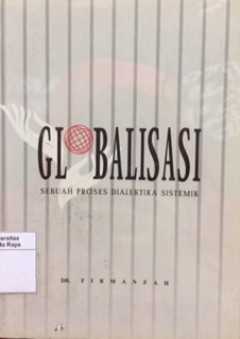 GLOBALISASI
SEBUAH PROSES DIALEKTIKA SISTEMIK
DR. FIRMANZAH